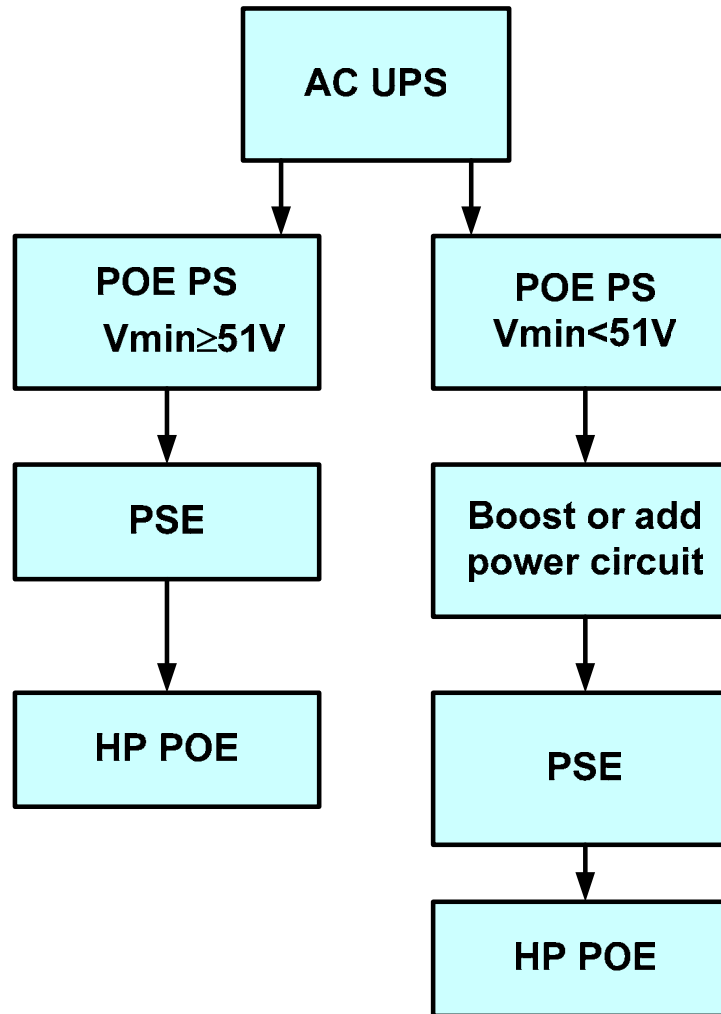 AC UPS
POE PS
Vmin≥51V
PSE
HP POE
POE PS
Vmin<51V
Boost or add
power circuit
PSE
HP POE